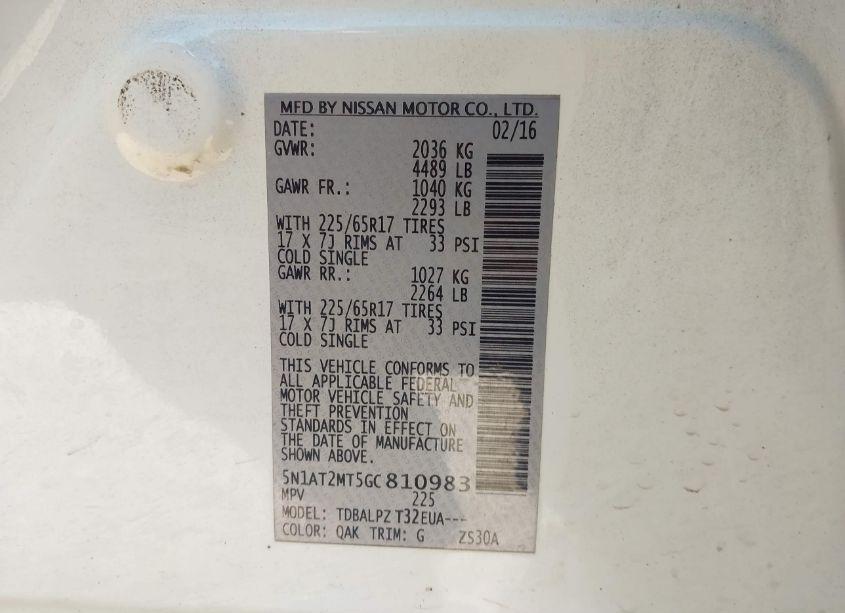 MFD BY NISSAN MOTOR CO., LTD.
DATE: 02/16
GVWR: 2036 KG
4489 LB
GAWR FR.: 1040 KG
2293 LB
WITH 225/65R17 TIRES
17 X 7J RIMS AT 33 PSI
COLD SINGLE
GAWR RR.: 1027 KG
2264 LB
WITH 225/65R17 TIRES
17 X 7J RIMS AT 33 PSI
COLD SINGLE
THIS VEHICLE CONFORMS TO
ALL APPLICABLE FEDERAL
MOTOR VEHICLE SAFETY AND
THEFT PREVENTION
STANDARDS IN EFFECT ON
THE DATE OF MANUFACTURE
SHOWN ABOVE.
5N1AT2MT5GC810983
MPV 225
MODEL: TDBALPZ T32EUA---
COLOR: QAK TRIM: G ZS30A